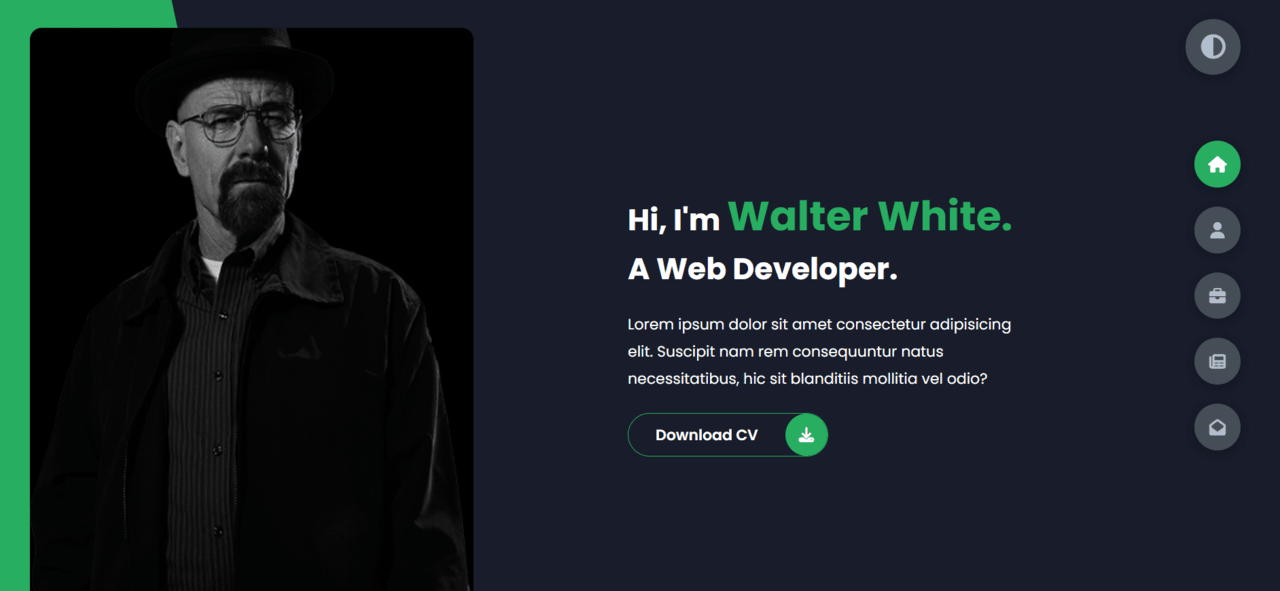 Hi, I'm Walter White.
A Web Developer.
Lorem ipsum dolor sit amet consectetur adipisicing
elit. Suscipit nam rem consequuntur natus
necessitatibus, hic sit blanditiis mollitia vel odio?
Download CV